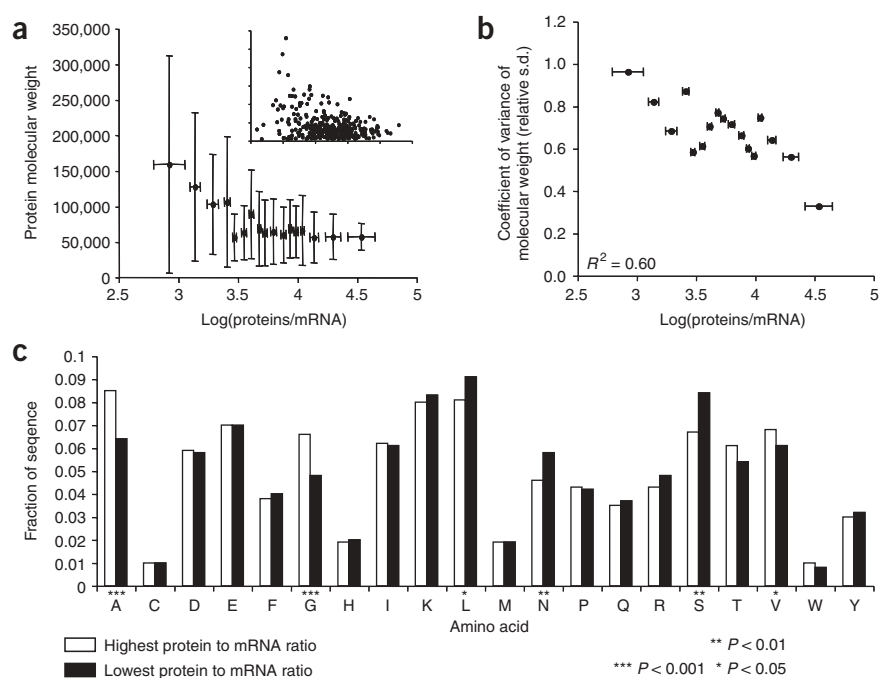 a
350,000
300,000
250,000
200,000
150,000
100,000
50,000
0
Protein molecular weight
2.5 3 3.5 4 4.5 5
Log(proteins/mRNA)
b
1.2
1.0
0.8
0.6
0.4
0.2
0.0
Coefficient of variance of
molecular weight (relative s.d.)
R² = 0.60
2.5 3 3.5 4 4.5 5
Log(proteins/mRNA)
c
0.1
0.09
0.08
0.07
0.06
0.05
0.04
0.03
0.02
0.01
0
Fraction of seqence
*** *** * ** ** *
A C D E F G H I K L M N P Q R S T V W Y
Amino acid
Highest protein to mRNA ratio
Lowest protein to mRNA ratio
** P < 0.01
*** P < 0.001 * P < 0.05